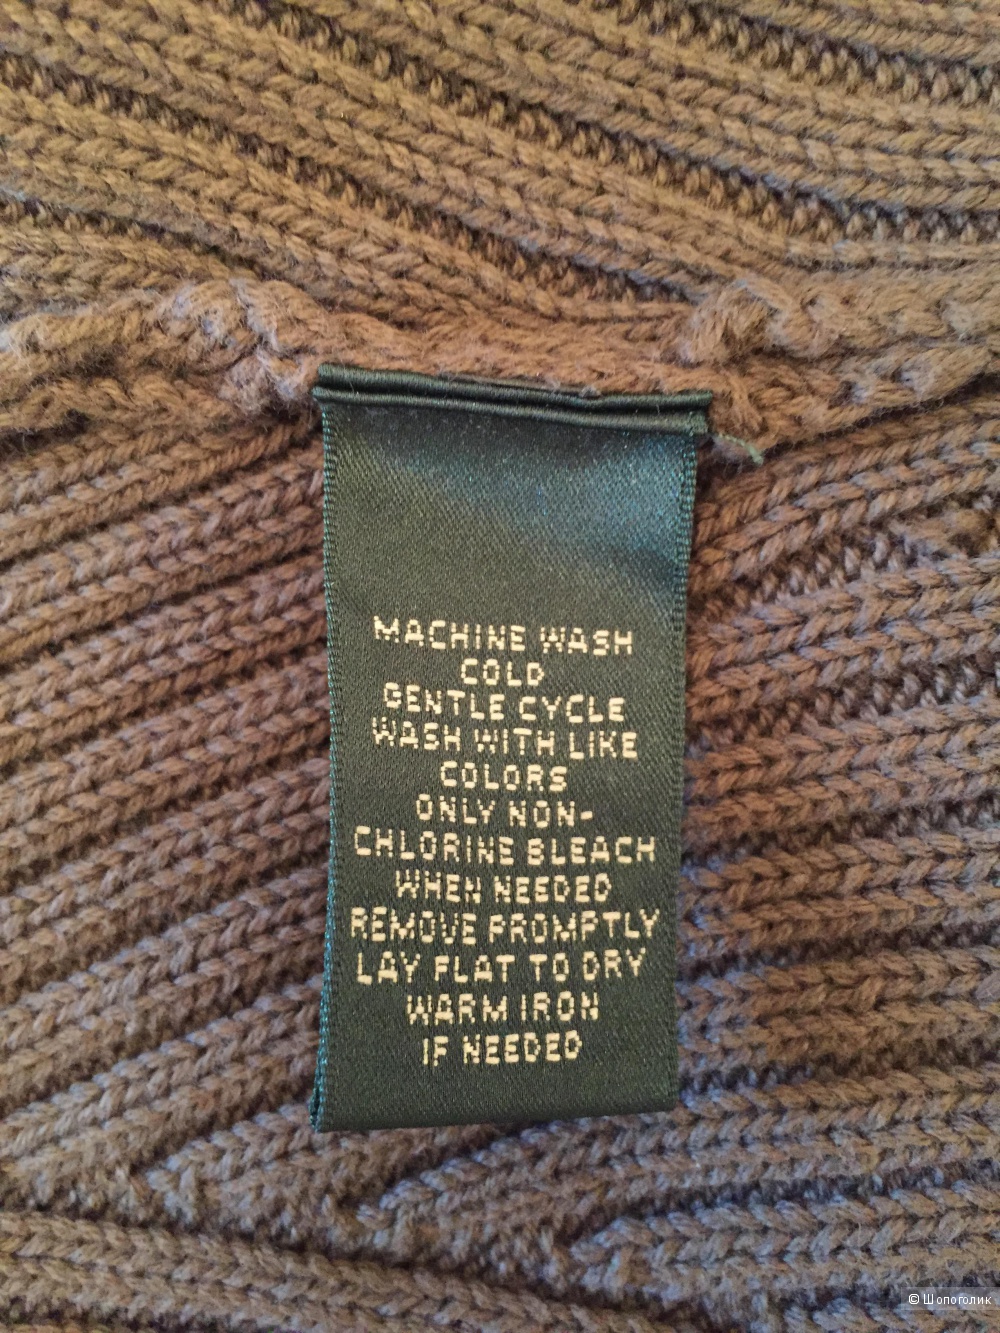 MACHINE WASH
COLD
GENTLE CYCLE
WASH WITH LIKE
COLORS
ONLY NON-
CHLORINE BLEACH
WHEN NEEDED
REMOVE PROMPTLY
LAY FLAT TO DRY
WARM IRON
IF NEEDED
© Шопоголик